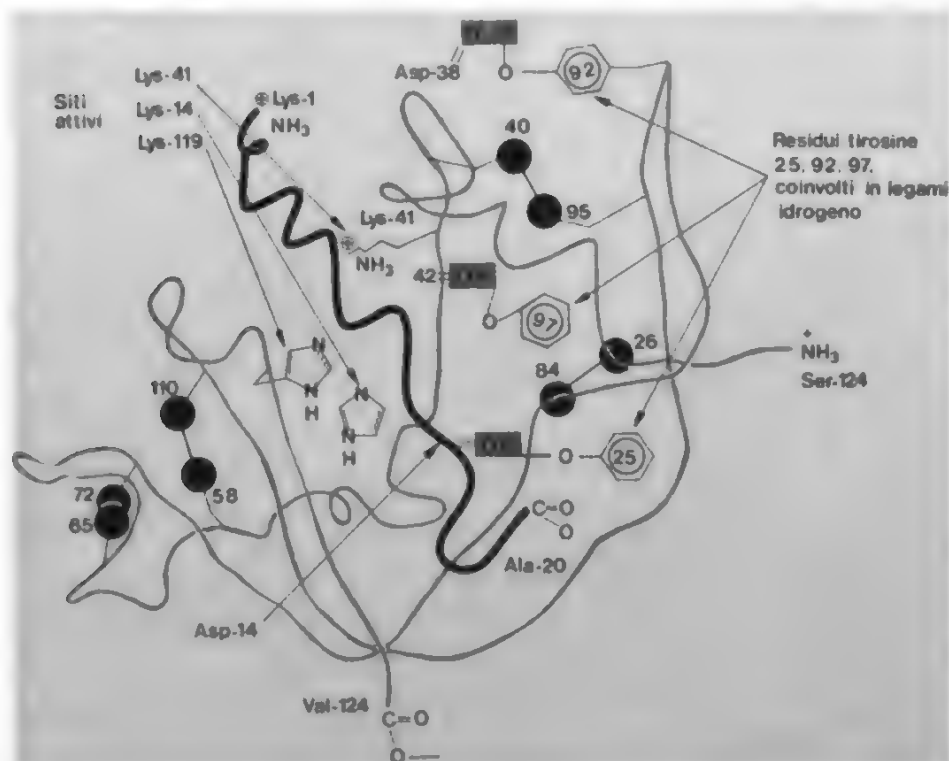 Asp-38
O
92
Lys-41
Siti
attivi
Lys-14
Lys-119
⊕ Lys-1
NH₃
40
95
Residui tirosine
25, 92, 97,
coinvolti in legami
idrogeno
Lys-41
⊕
NH₃
42
O
97
N
N
H
N
N
H
110
58
72
65
84
26
+
NH₃
Ser-124
O
25
C=O
O
Ala-20
Asp-14
Val-124
C=O
O